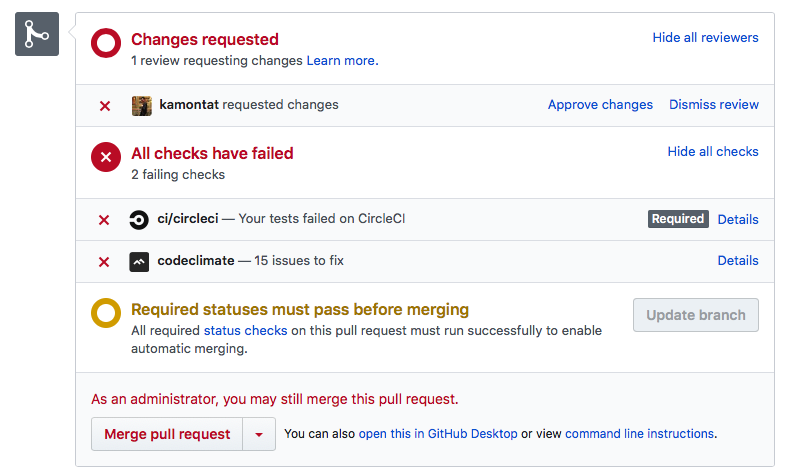 Changes requested
Hide all reviewers
1 review requesting changes Learn more.
kamontat requested changes
Approve changes
Dismiss review
All checks have failed
Hide all checks
2 failing checks
ci/circleci — Your tests failed on CircleCI
Required
Details
codeclimate — 15 issues to fix
Details
Required statuses must pass before merging
Update branch
All required status checks on this pull request must run successfully to enable
automatic merging.
As an administrator, you may still merge this pull request.
Merge pull request
You can also open this in GitHub Desktop or view command line instructions.